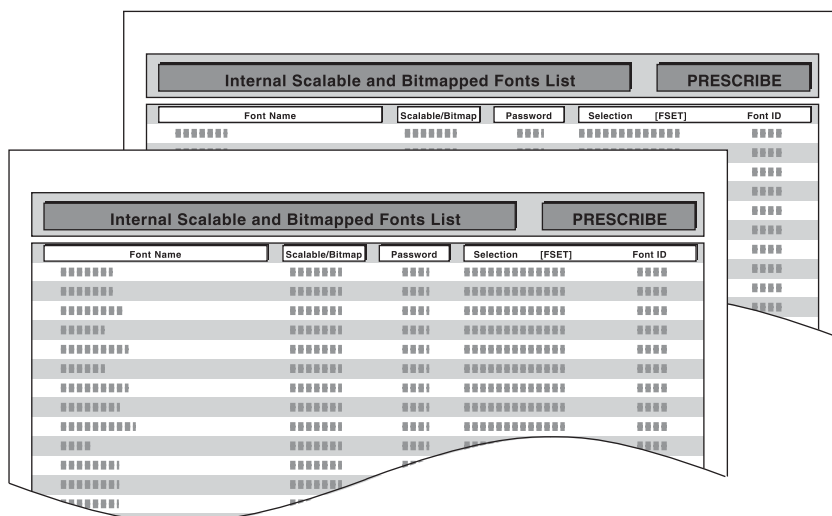 Internal Scalable and Bitmapped Fonts List PRESCRIBE
Font Name Scalable/Bitmap Password Selection [FSET] Font ID
Internal Scalable and Bitmapped Fonts List PRESCRIBE
Font Name Scalable/Bitmap Password Selection [FSET] Font ID